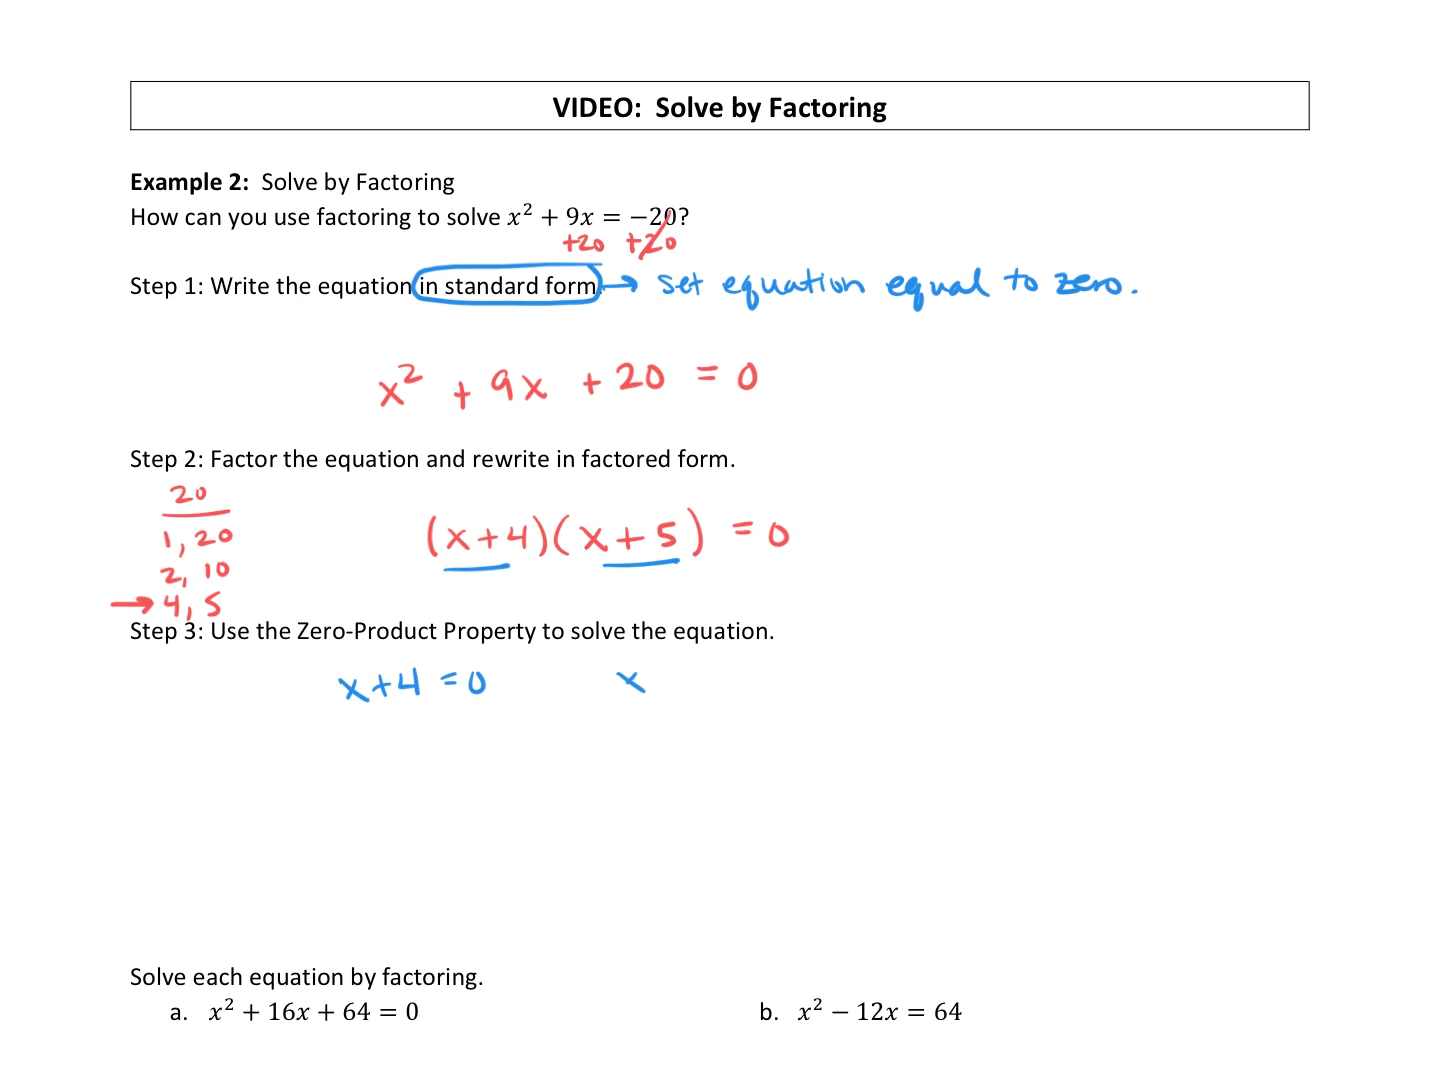 VIDEO: Solve by Factoring
Example 2: Solve by Factoring
How can you use factoring to solve x² + 9x = −20?
+20 +20
Step 1: Write the equation in standard form. → set equation equal to zero.
x² + 9x + 20 = 0
Step 2: Factor the equation and rewrite in factored form.
20
1, 20
(x+4)(x+5) = 0
2, 10
→ 4, 5
Step 3: Use the Zero-Product Property to solve the equation.
x+4 = 0 x
Solve each equation by factoring.
a. x² + 16x + 64 = 0 b. x² − 12x = 64